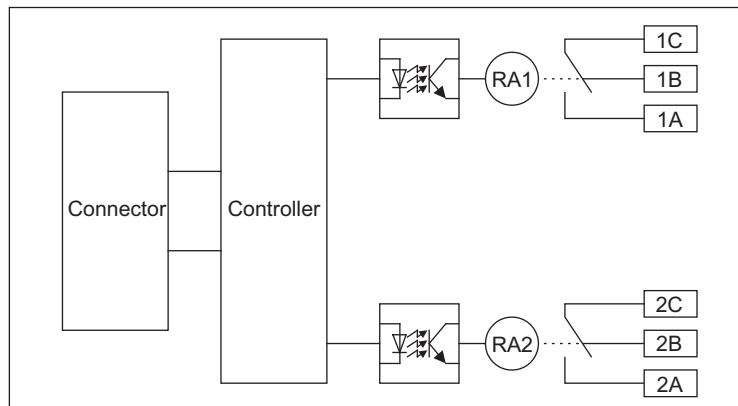 Connector
Controller
RA1
1C
1B
1A
RA2
2C
2B
2A